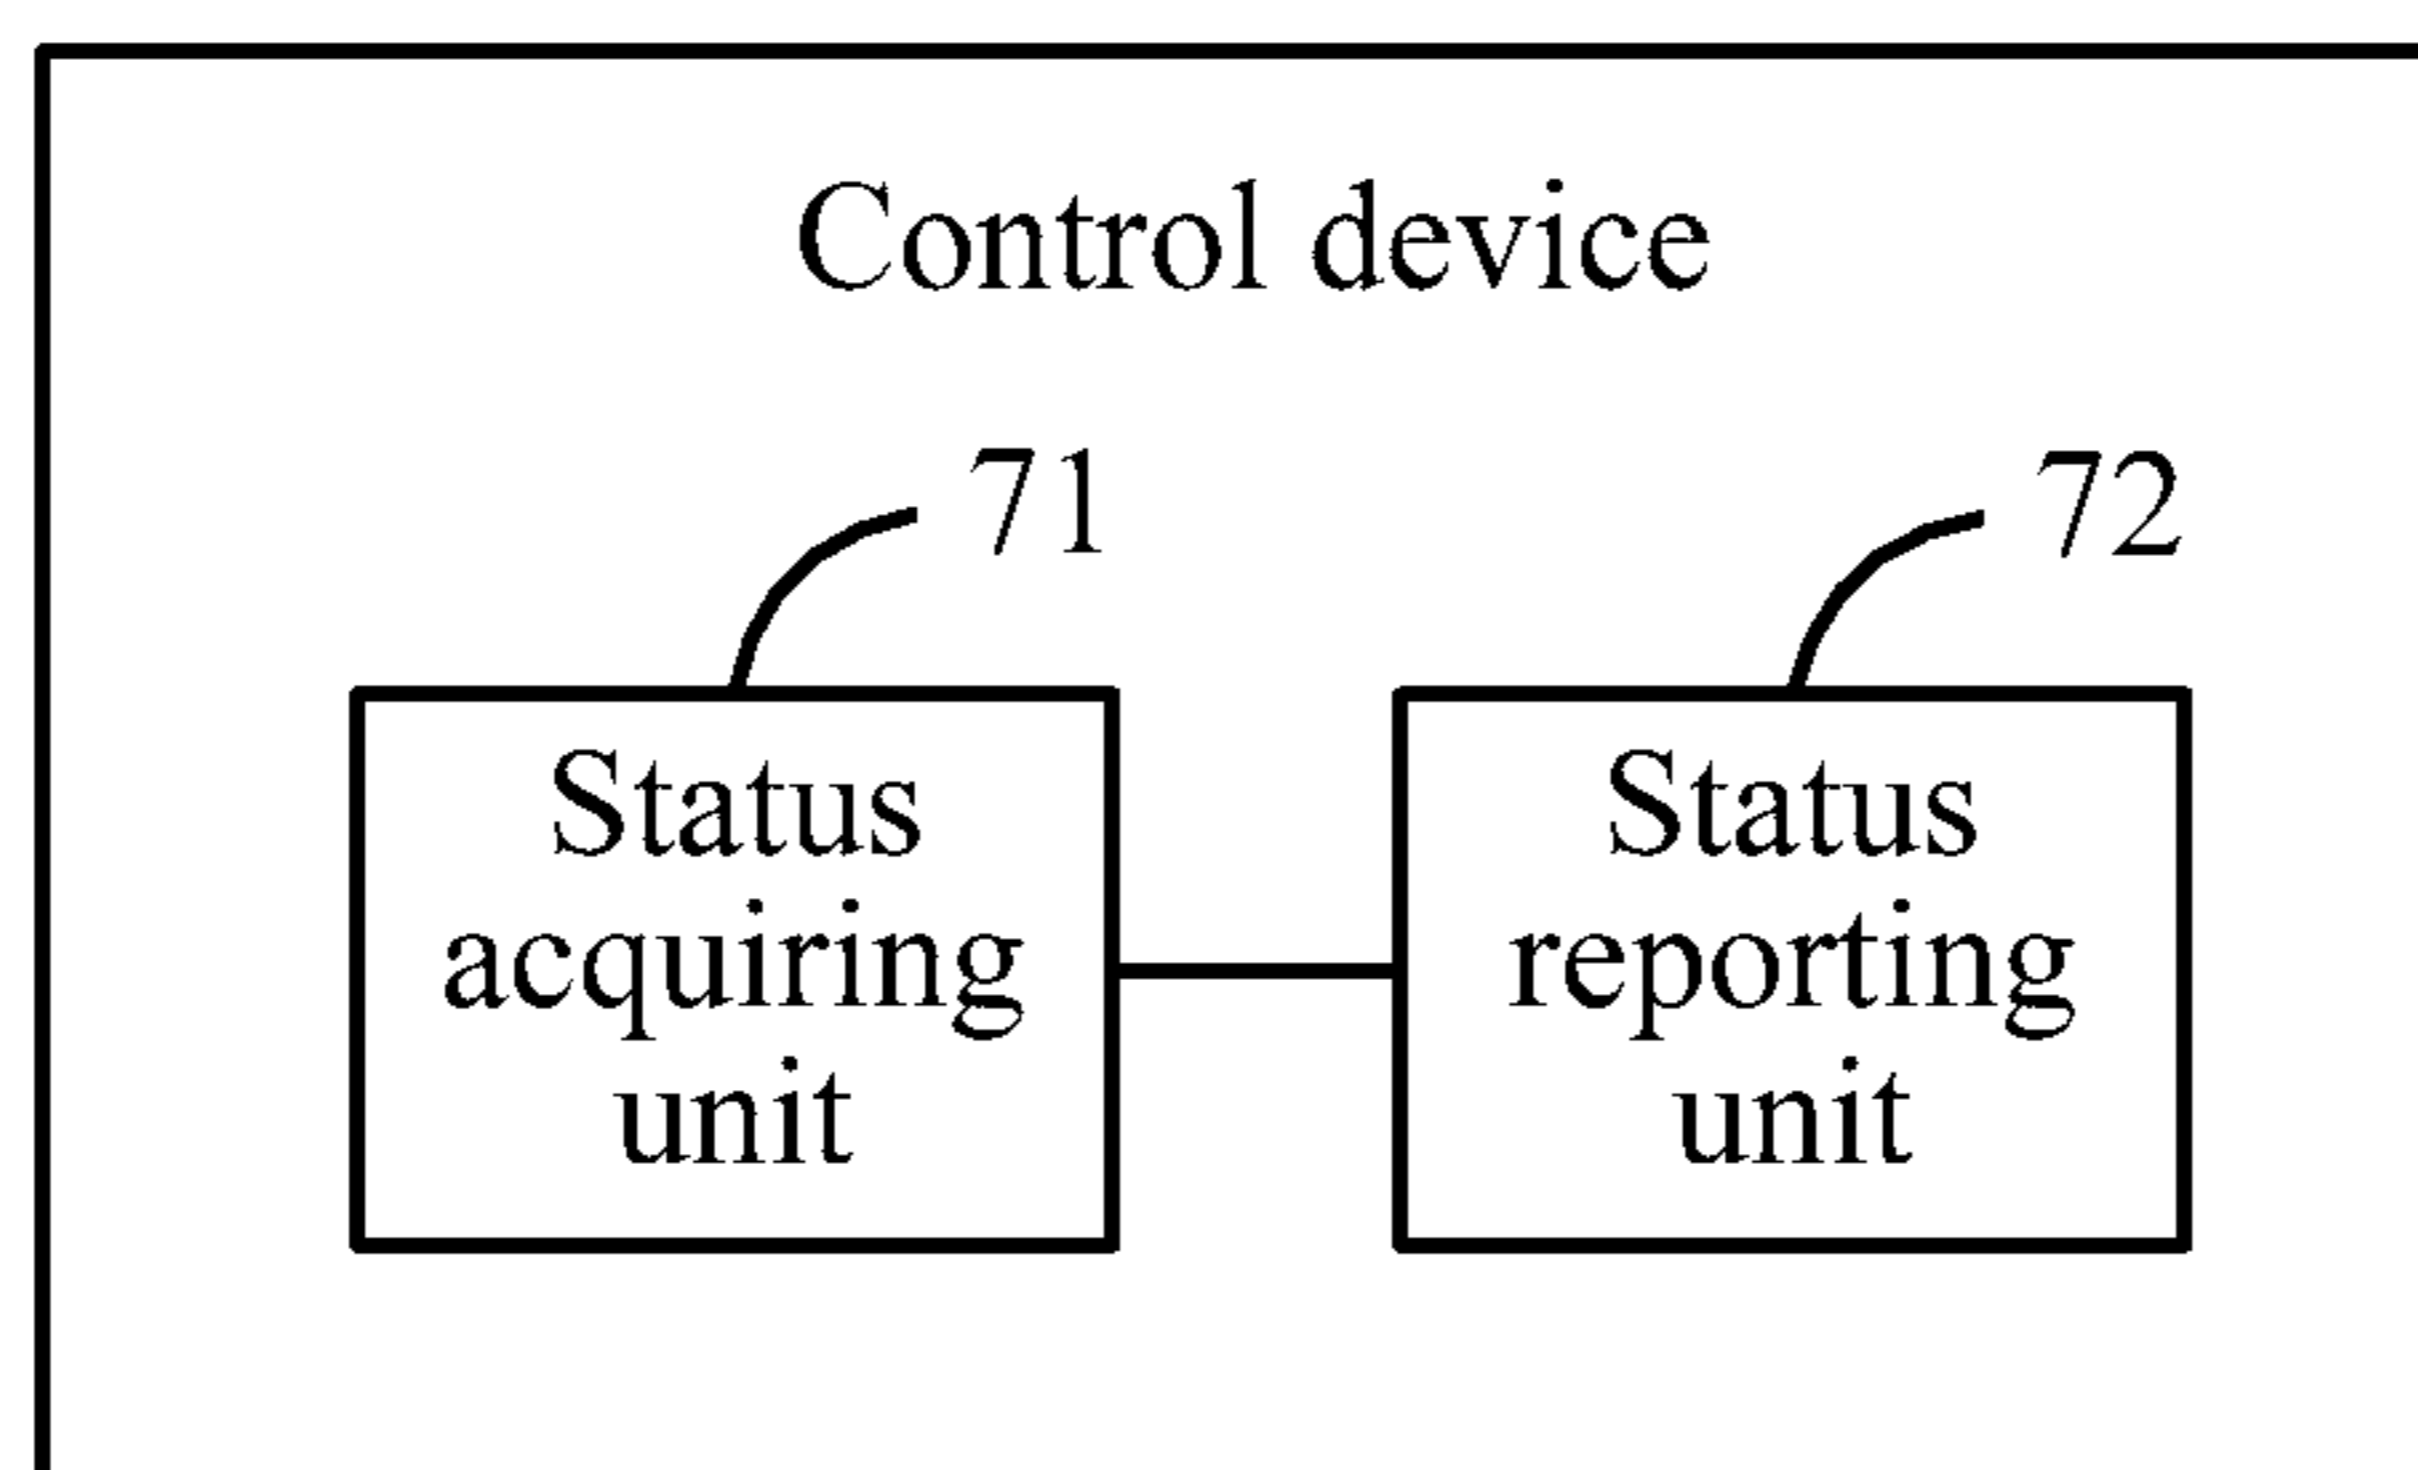 Control device
71
72
Status
acquiring
unit
Status
reporting
unit